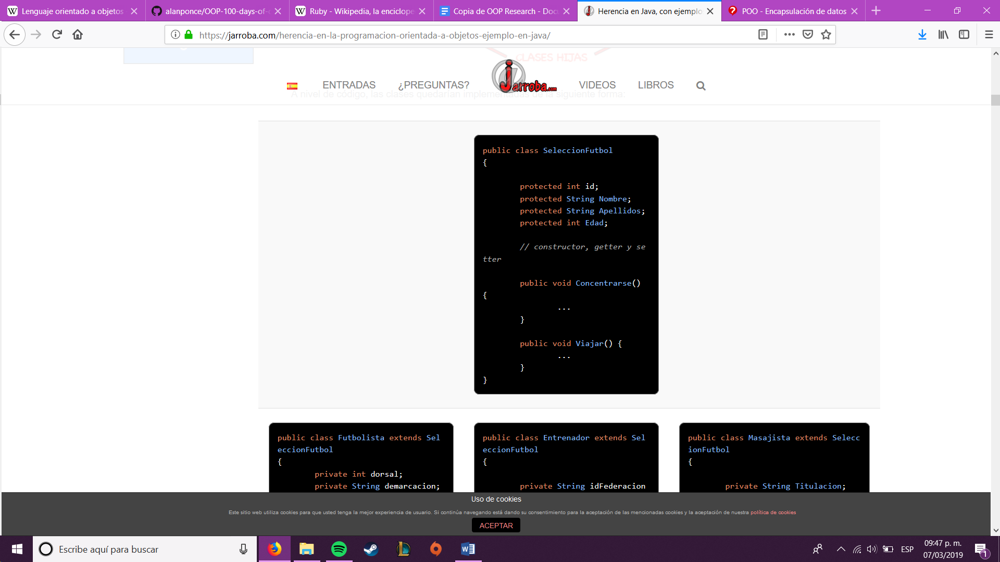 Lenguaje orientado a objetos
alanponce/OOP-100-days-of-
Ruby - Wikipedia, la enciclope
Copia de OOP Research - Docu
Herencia en Java, con ejemplo
POO - Encapsulación de datos
https://jarroba.com/herencia-en-la-programacion-orientada-a-objetos-ejemplo-en-java/
CLASES HIJAS
ENTRADAS
¿PREGUNTAS?
Jarroba.com
VIDEOS
LIBROS
A nivel de código, las clases quedarían implementadas de la siguiente forma:
public class SeleccionFutbol
{
protected int id;
protected String Nombre;
protected String Apellidos;
protected int Edad;
// constructor, getter y se
tter
public void Concentrarse()
{
...
}
public void Viajar() {
...
}
}
public class Futbolista extends Sel
eccionFutbol
{
private int dorsal;
private String demarcacion;
public class Entrenador extends Sel
eccionFutbol
{
private String idFederacion
public class Masajista extends Selecc
ionFutbol
{
private String Titulacion;
Uso de cookies
Este sitio web utiliza cookies para que usted tenga la mejor experiencia de usuario. Si continúa navegando está dando su consentimiento para la aceptación de las mencionadas cookies y la aceptación de nuestra política de cookies
ACEPTAR
Escribe aquí para buscar
ESP
09:47 p. m.
07/03/2019
1